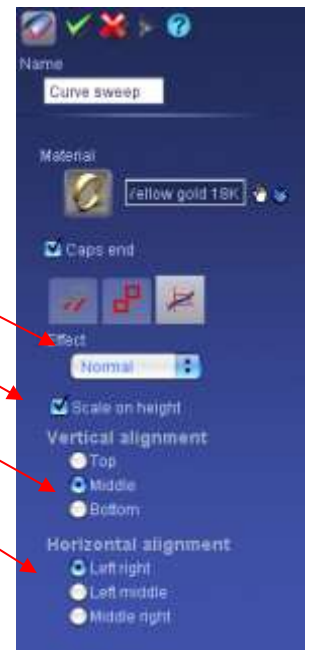 Name
Curve sweep
Material
Yellow gold 18K
Caps end
Effect
Normal
Scale on height
Vertical alignment
Top
Middle
Bottom
Horizontal alignment
Left right
Left middle
Middle right